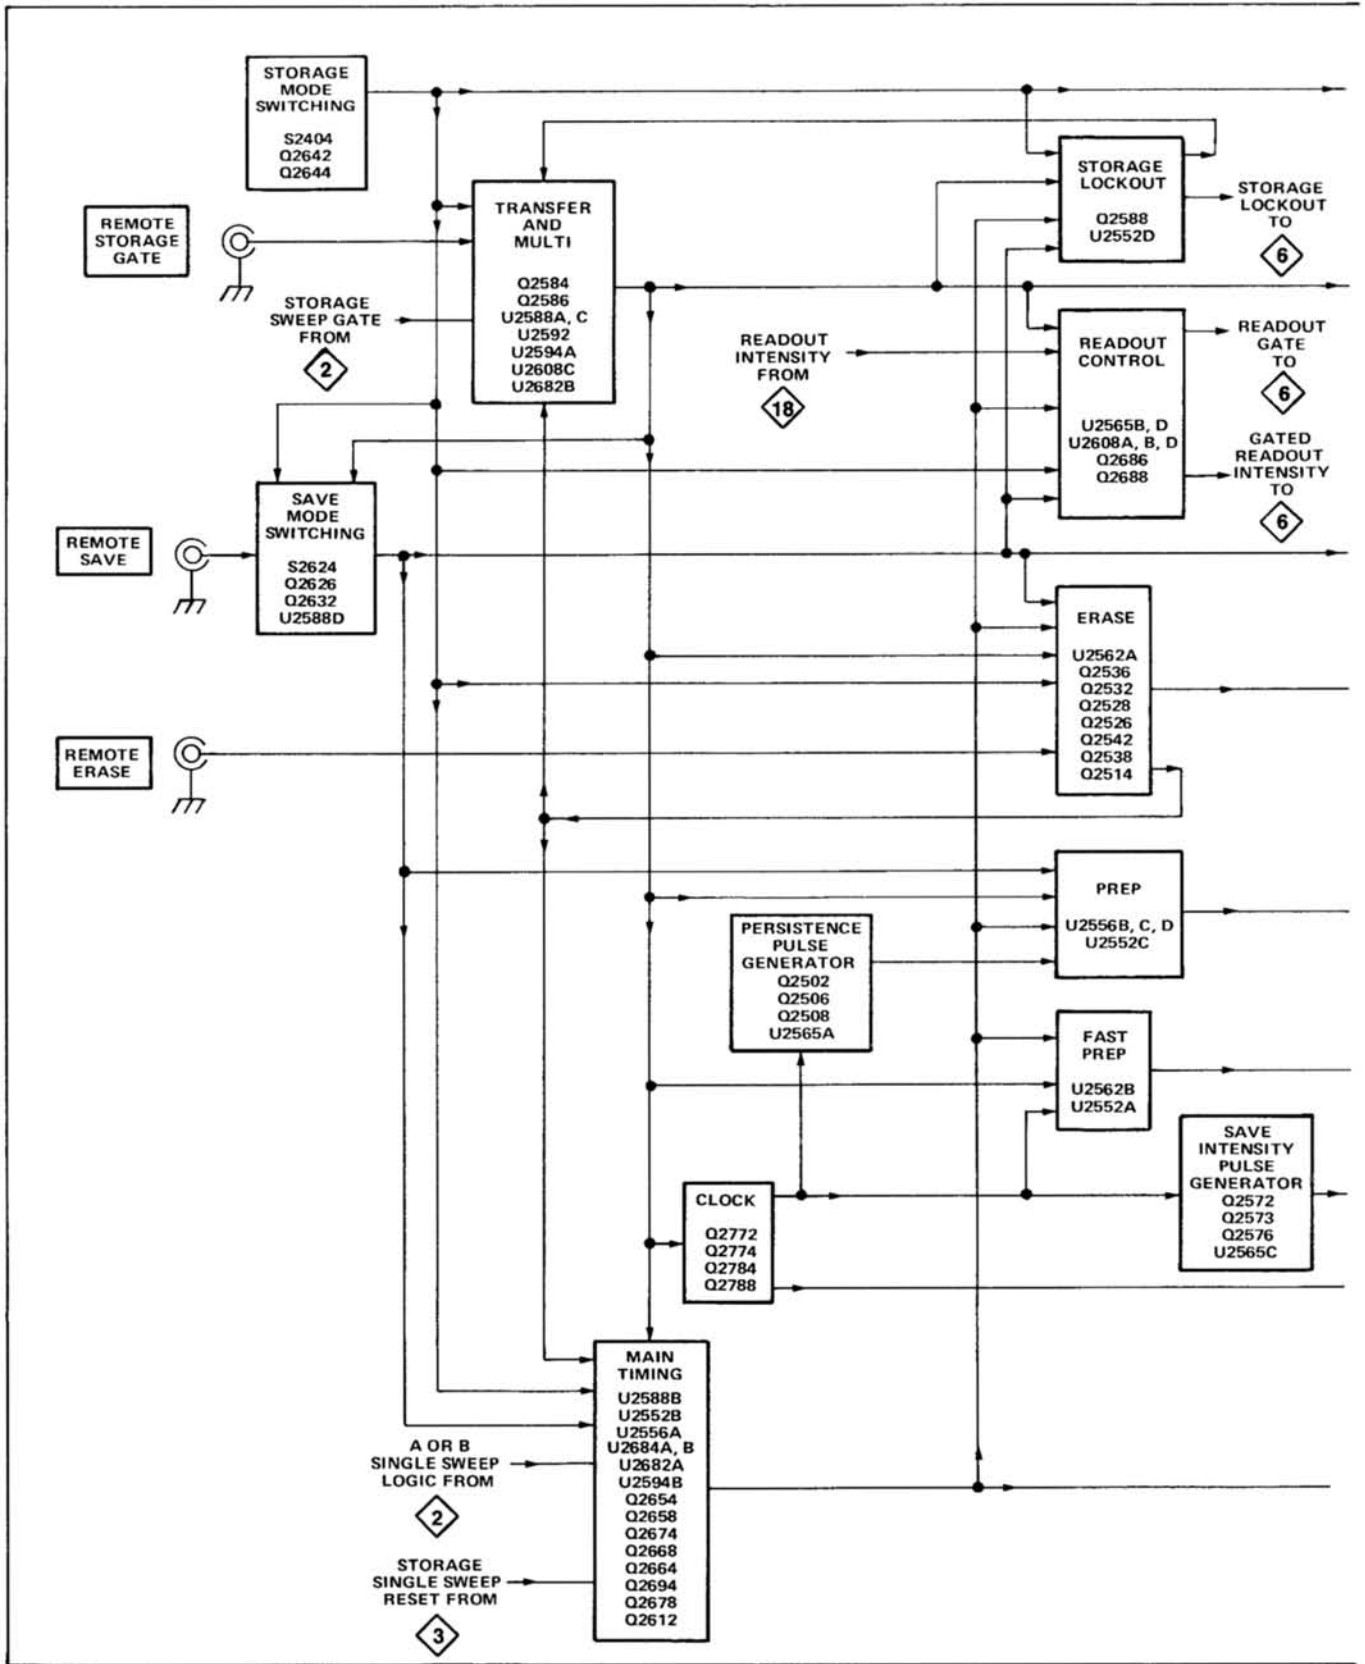 STORAGE
MODE
SWITCHING
S2404
Q2642
Q2644
REMOTE
STORAGE
GATE
STORAGE
SWEEP GATE
FROM
2
TRANSFER
AND
MULTI
Q2584
Q2586
U2588A, C
U2592
U2594A
U2608C
U2682B
STORAGE
LOCKOUT
Q2588
U2552D
STORAGE
LOCKOUT
TO
6
READOUT
INTENSITY
FROM
18
READOUT
CONTROL
U2565B, D
U2608A, B, D
Q2686
Q2688
READOUT
GATE
TO
6
GATED
READOUT
INTENSITY
TO
6
REMOTE
SAVE
SAVE
MODE
SWITCHING
S2624
Q2626
Q2632
U2588D
ERASE
U2562A
Q2536
Q2532
Q2528
Q2526
Q2542
Q2538
Q2514
REMOTE
ERASE
PREP
U2556B, C, D
U2552C
PERSISTENCE
PULSE
GENERATOR
Q2502
Q2506
Q2508
U2565A
FAST
PREP
U2562B
U2552A
SAVE
INTENSITY
PULSE
GENERATOR
Q2572
Q2573
Q2576
U2565C
CLOCK
Q2772
Q2774
Q2784
Q2788
MAIN
TIMING
U2588B
U2552B
U2556A
U2684A, B
U2682A
U2594B
Q2654
Q2658
Q2674
Q2668
Q2664
Q2694
Q2678
Q2612
A OR B
SINGLE SWEEP
LOGIC FROM
2
STORAGE
SINGLE SWEEP
RESET FROM
3